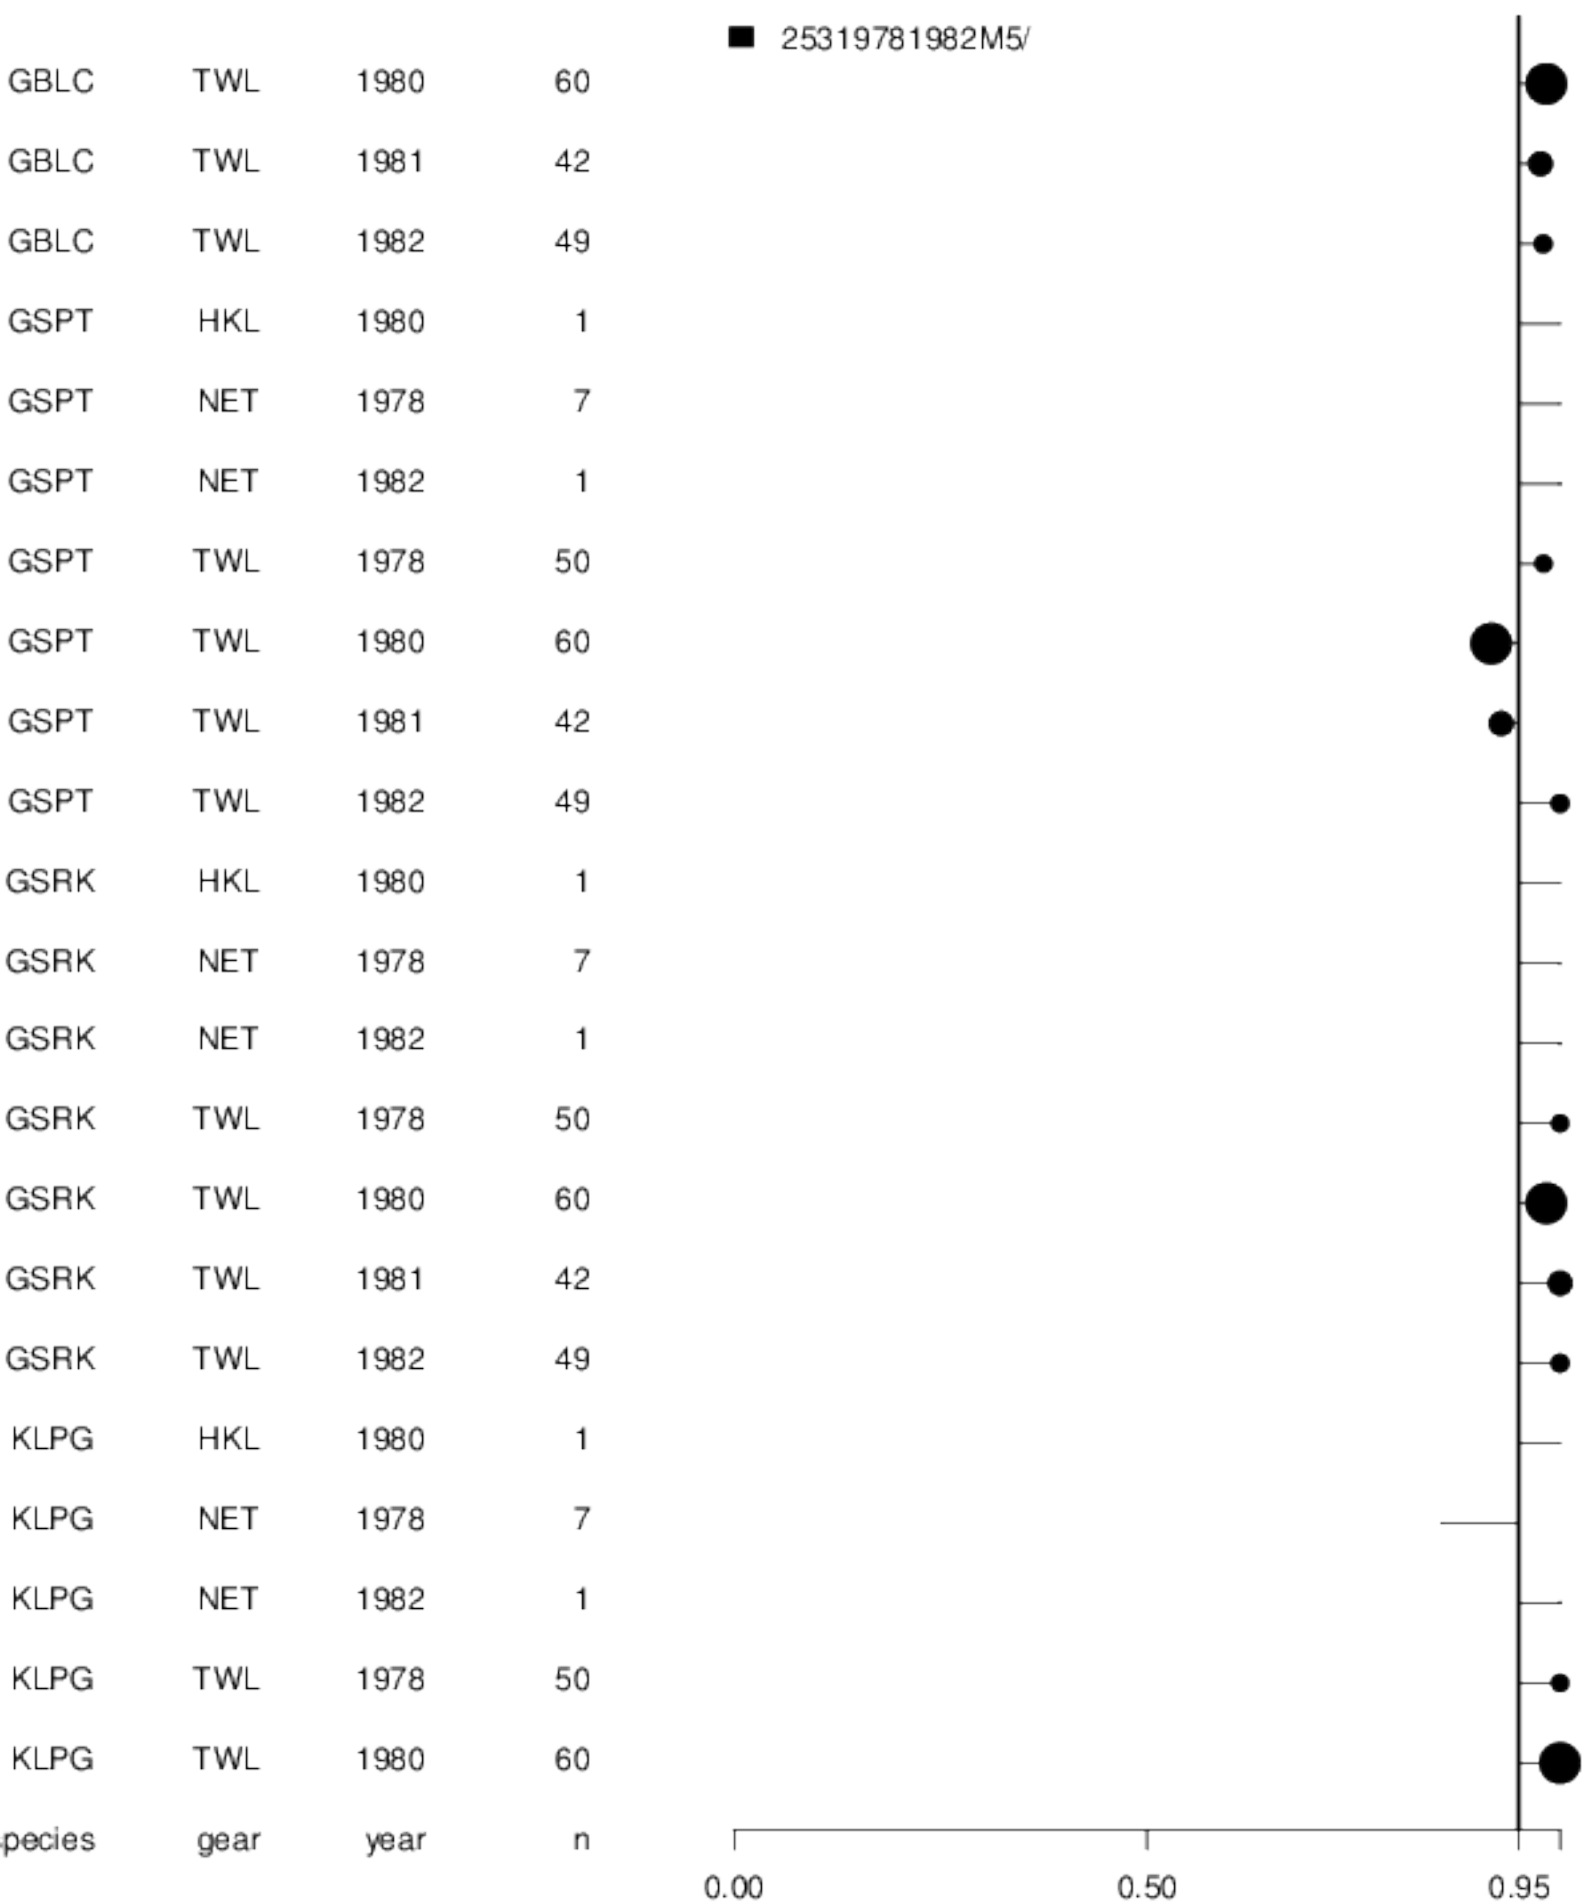 25319781982M5/
GBLC TWL 1980 60
GBLC TWL 1981 42
GBLC TWL 1982 49
GSPT HKL 1980 1
GSPT NET 1978 7
GSPT NET 1982 1
GSPT TWL 1978 50
GSPT TWL 1980 60
GSPT TWL 1981 42
GSPT TWL 1982 49
GSRK HKL 1980 1
GSRK NET 1978 7
GSRK NET 1982 1
GSRK TWL 1978 50
GSRK TWL 1980 60
GSRK TWL 1981 42
GSRK TWL 1982 49
KLPG HKL 1980 1
KLPG NET 1978 7
KLPG NET 1982 1
KLPG TWL 1978 50
KLPG TWL 1980 60
pecies gear year n
0.00 0.50 0.95